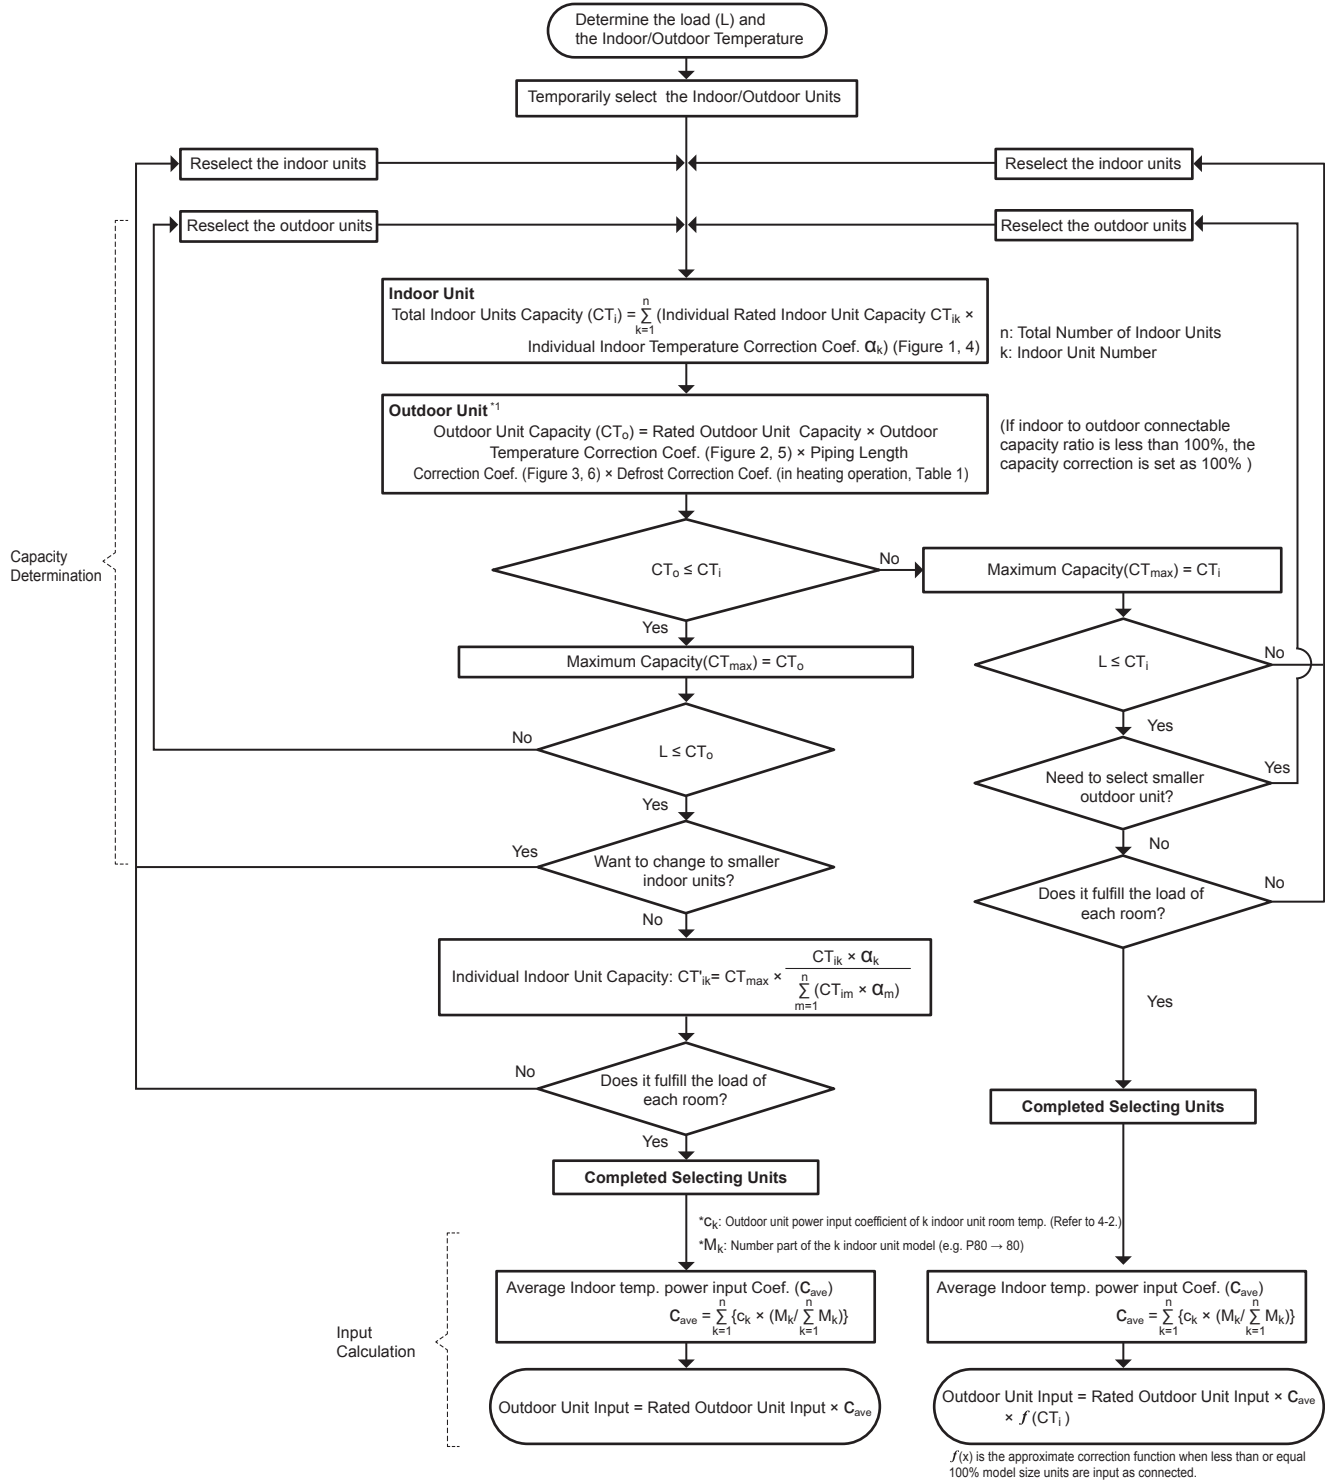 Determine the load (L) and
the Indoor/Outdoor Temperature
Temporarily select the Indoor/Outdoor Units
Reselect the indoor units
Reselect the indoor units
Reselect the outdoor units
Reselect the outdoor units
Indoor Unit
Total Indoor Units Capacity (CTi) = n∑k=1 (Individual Rated Indoor Unit Capacity CTik ×
Individual Indoor Temperature Correction Coef. αk) (Figure 1, 4)
n: Total Number of Indoor Units
k: Indoor Unit Number
Outdoor Unit *1
Outdoor Unit Capacity (CTo) = Rated Outdoor Unit Capacity × Outdoor
Temperature Correction Coef. (Figure 2, 5) × Piping Length
Correction Coef. (Figure 3, 6) × Defrost Correction Coef. (in heating operation, Table 1)
(If indoor to outdoor connectable
capacity ratio is less than 100%, the
capacity correction is set as 100% )
Capacity
Determination
CTo ≤ CTi
No
Maximum Capacity(CTmax) = CTi
Yes
Maximum Capacity(CTmax) = CTo
L ≤ CTi
No
Yes
No
L ≤ CTo
Need to select smaller
outdoor unit?
Yes
Yes
No
Yes
Want to change to smaller
indoor units?
Does it fulfill the load of
each room?
No
No
Individual Indoor Unit Capacity: CT'ik= CTmax × CTik × αk / n∑m=1 (CTim × αm)
Yes
No
Does it fulfill the load of
each room?
Yes
Completed Selecting Units
Completed Selecting Units
*ck: Outdoor unit power input coefficient of k indoor unit room temp. (Refer to 4-2.)
*Mk: Number part of the k indoor unit model (e.g. P80 → 80)
Average Indoor temp. power input Coef. (Cave)
Cave = n∑k=1 {ck × (Mk/ n∑k=1 Mk)}
Average Indoor temp. power input Coef. (Cave)
Cave = n∑k=1 {ck × (Mk/ n∑k=1 Mk)}
Input
Calculation
Outdoor Unit Input = Rated Outdoor Unit Input × Cave
Outdoor Unit Input = Rated Outdoor Unit Input × Cave
× f (CTi )
f(x) is the approximate correction function when less than or equal
100% model size units are input as connected.